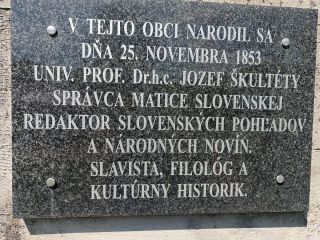 V TEJTO OBCI NARODIL SA
DŇA 25. NOVEMBRA 1853
UNIV. PROF. Dr.h.c. JOZEF ŠKULTÉTY
SPRÁVCA MATICE SLOVENSKEJ
REDAKTOR SLOVENSKÝCH POHĽADOV
A NÁRODNÝCH NOVÍN.
SLAVISTA, FILOLÓG A
KULTÚRNY HISTORIK.